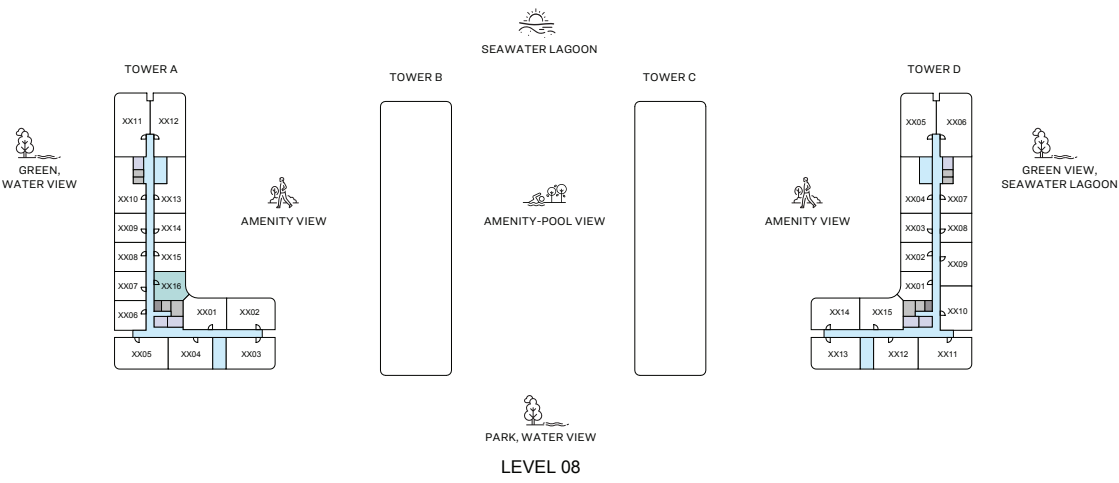 SEAWATER LAGOON
TOWER A
TOWER B
TOWER C
TOWER D
XX11
XX12
XX05
XX06
GREEN,
WATER VIEW
GREEN VIEW,
SEAWATER LAGOON
XX10
XX13
AMENITY VIEW
AMENITY-POOL VIEW
AMENITY VIEW
XX04
XX07
XX09
XX14
XX03
XX08
XX08
XX15
XX02
XX09
XX07
XX16
XX01
XX06
XX01
XX02
XX14
XX15
XX10
XX05
XX04
XX03
XX13
XX12
XX11
PARK, WATER VIEW
LEVEL 08